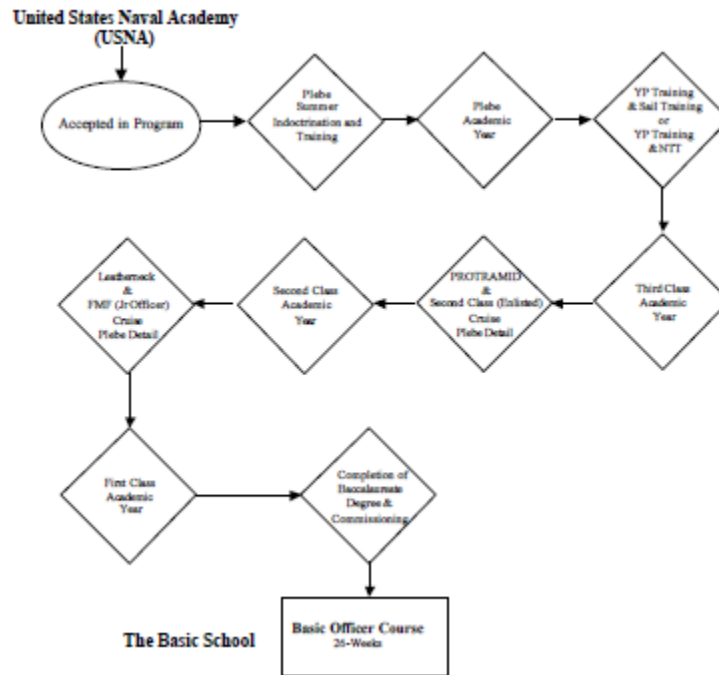 United States Naval Academy
(USNA)
Accepted in Program
Plebe
Summer
Indoctrination and
Training
Plebe
Academic
Year
YP Training
& Sail Training
or
YP Training
& NTT
Leatherneck
&
FMF (Jr Officer)
Cruise
Plebe Detail
Second Class
Academic
Year
PROTRAMID
&
Second Class (Enlisted)
Cruise
Plebe Detail
Third Class
Academic
Year
First Class
Academic
Year
Completion of
Baccalaureate
Degree &
Commissioning
The Basic School
Basic Officer Course
26-Weeks